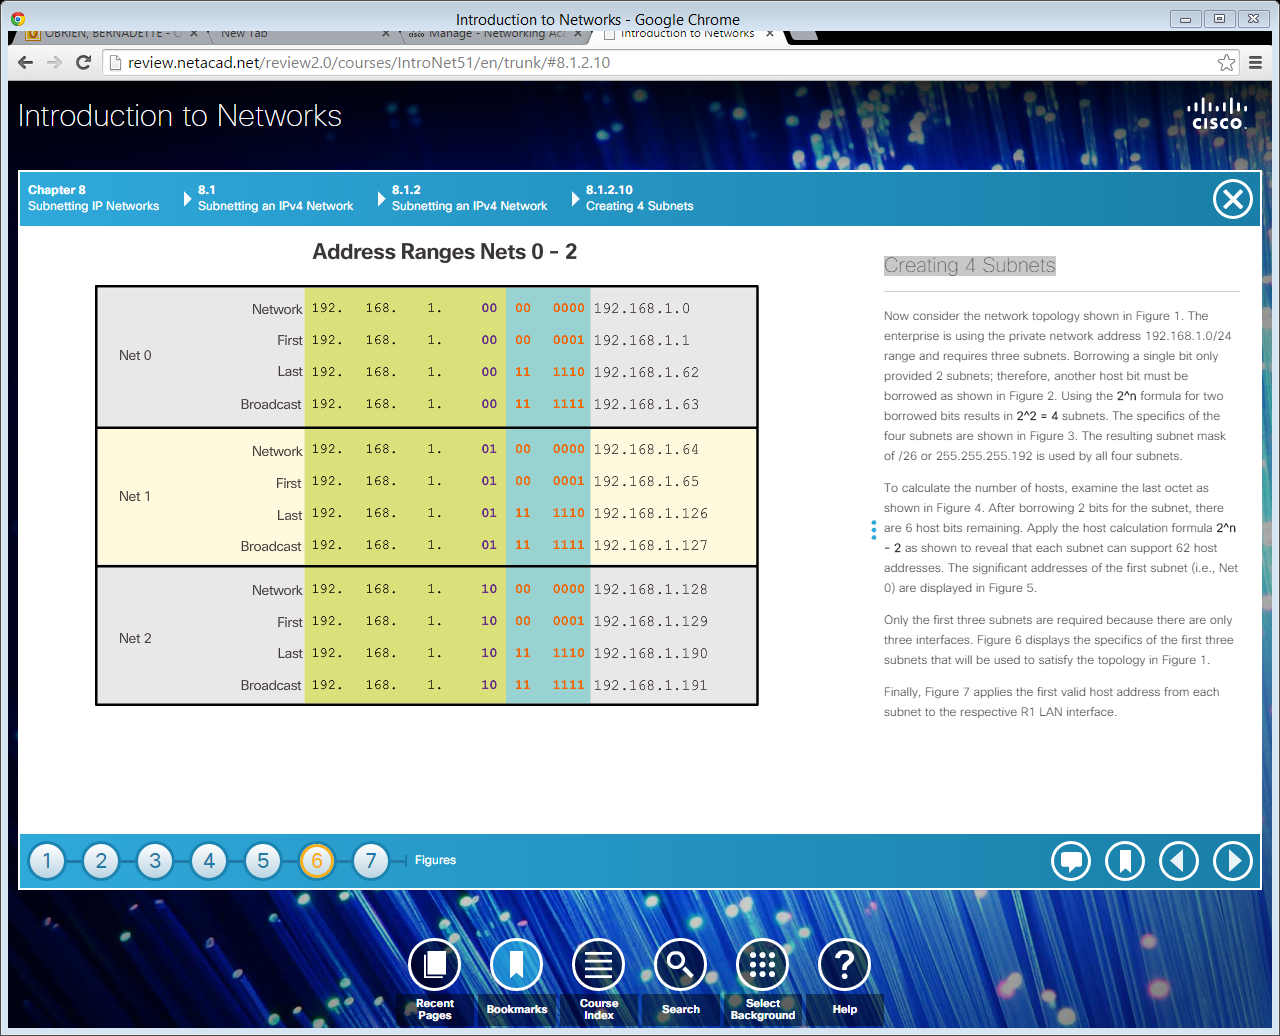 Introduction to Networks - Google Chrome
OBRIEN, BERNADETTE - C
New Tab
Manage - Networking Aca
Introduction to Networks
review.netacad.net/review2.0/courses/IntroNet51/en/trunk/#8.1.2.10
Introduction to Networks
CISCO.
Chapter 8
Subnetting IP Networks
8.1
Subnetting an IPv4 Network
8.1.2
Subnetting an IPv4 Network
8.1.2.10
Creating 4 Subnets
Address Ranges Nets 0 - 2
Net 0
Network 192. 168. 1. 00 00 0000 192.168.1.0
First 192. 168. 1. 00 00 0001 192.168.1.1
Last 192. 168. 1. 00 11 1110 192.168.1.62
Broadcast 192. 168. 1. 00 11 1111 192.168.1.63
Net 1
Network 192. 168. 1. 01 00 0000 192.168.1.64
First 192. 168. 1. 01 00 0001 192.168.1.65
Last 192. 168. 1. 01 11 1110 192.168.1.126
Broadcast 192. 168. 1. 01 11 1111 192.168.1.127
Net 2
Network 192. 168. 1. 10 00 0000 192.168.1.128
First 192. 168. 1. 10 00 0001 192.168.1.129
Last 192. 168. 1. 10 11 1110 192.168.1.190
Broadcast 192. 168. 1. 10 11 1111 192.168.1.191
Creating 4 Subnets
Now consider the network topology shown in Figure 1. The
enterprise is using the private network address 192.168.1.0/24
range and requires three subnets. Borrowing a single bit only
provided 2 subnets; therefore, another host bit must be
borrowed as shown in Figure 2. Using the 2^n formula for two
borrowed bits results in 2^2 = 4 subnets. The specifics of the
four subnets are shown in Figure 3. The resulting subnet mask
of /26 or 255.255.255.192 is used by all four subnets.
To calculate the number of hosts, examine the last octet as
shown in Figure 4. After borrowing 2 bits for the subnet, there
are 6 host bits remaining. Apply the host calculation formula 2^n
- 2 as shown to reveal that each subnet can support 62 host
addresses. The significant addresses of the first subnet (i.e., Net
0) are displayed in Figure 5.
Only the first three subnets are required because there are only
three interfaces. Figure 6 displays the specifics of the first three
subnets that will be used to satisfy the topology in Figure 1.
Finally, Figure 7 applies the first valid host address from each
subnet to the respective R1 LAN interface.
1 2 3 4 5 6 7 Figures
Recent
Pages
Bookmarks
Course
Index
Search
Select
Background
?
Help